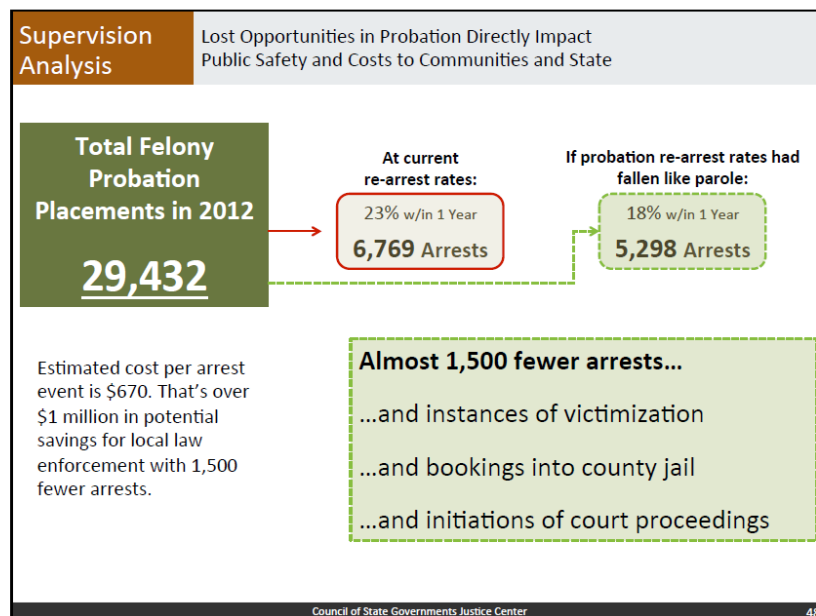 Supervision
Analysis
Lost Opportunities in Probation Directly Impact
Public Safety and Costs to Communities and State
Total Felony
Probation
Placements in 2012
29,432
At current
re-arrest rates:
23% w/in 1 Year
6,769 Arrests
If probation re-arrest rates had
fallen like parole:
18% w/in 1 Year
5,298 Arrests
Estimated cost per arrest
event is $670. That’s over
$1 million in potential
savings for local law
enforcement with 1,500
fewer arrests.
Almost 1,500 fewer arrests…
…and instances of victimization
…and bookings into county jail
…and initiations of court proceedings
Council of State Governments Justice Center